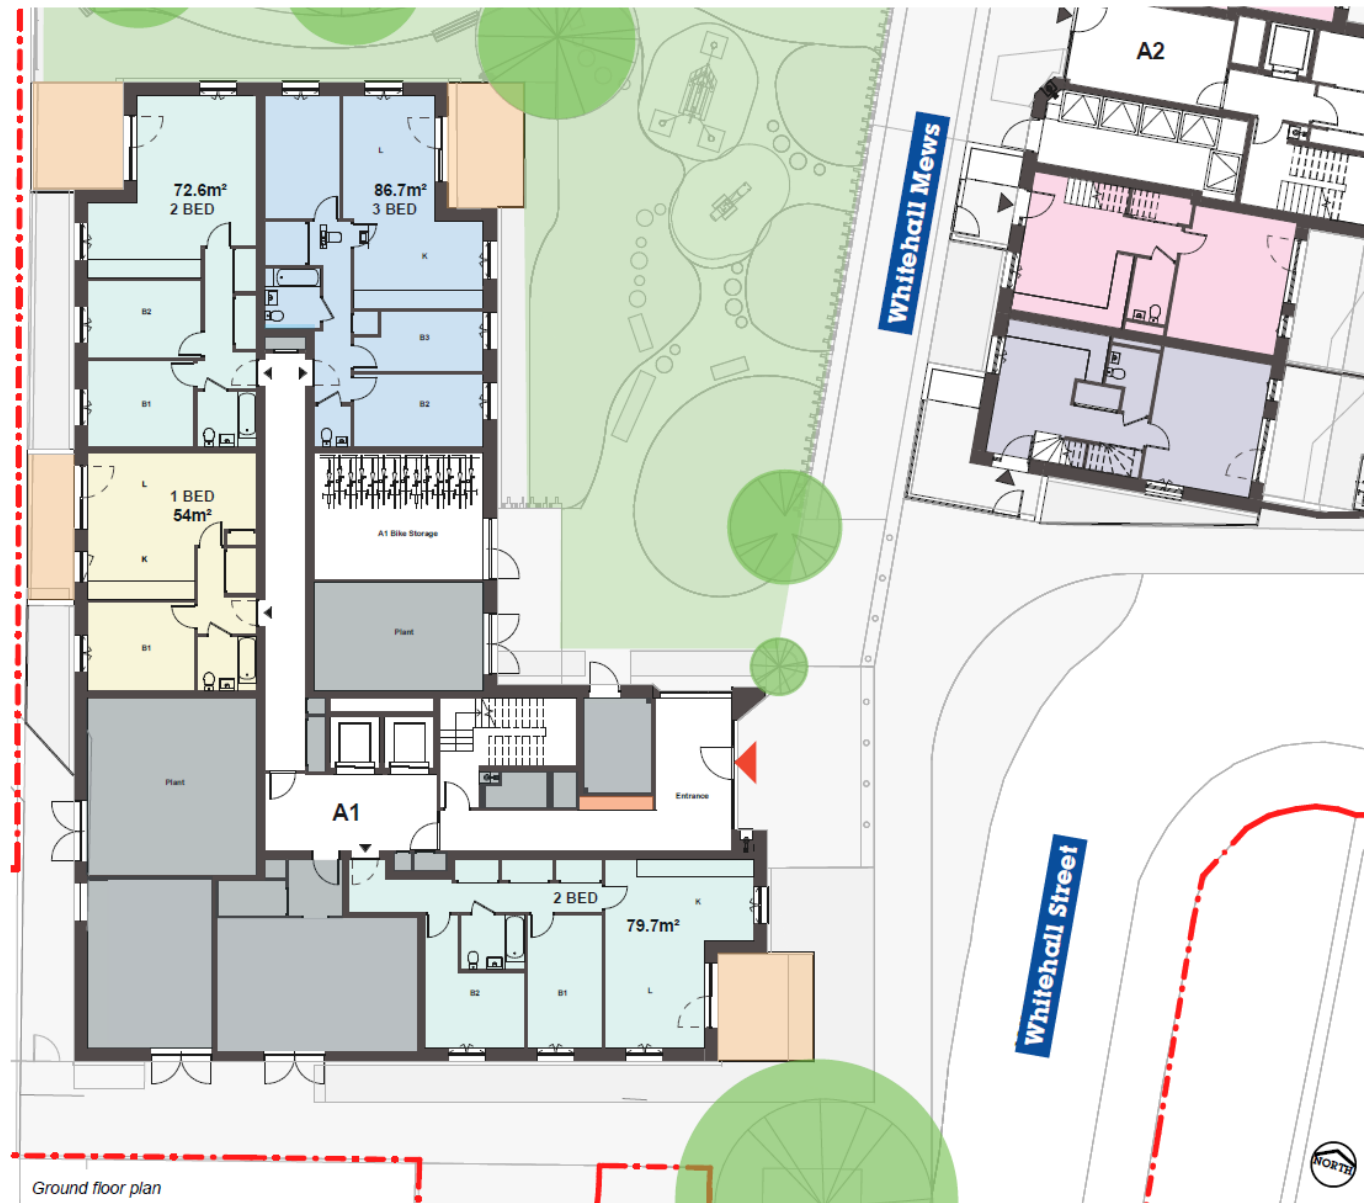 A2
Whitehall Mews
L
72.6m²
2 BED
86.7m²
3 BED
K
B2
B3
B1
B2
L
1 BED
54m²
K
A1 Bike Storage
B1
Plant
Plant
Entrance
A1
2 BED
K
79.7m²
B2
B1
L
Whitehall Street
NORTH
Ground floor plan